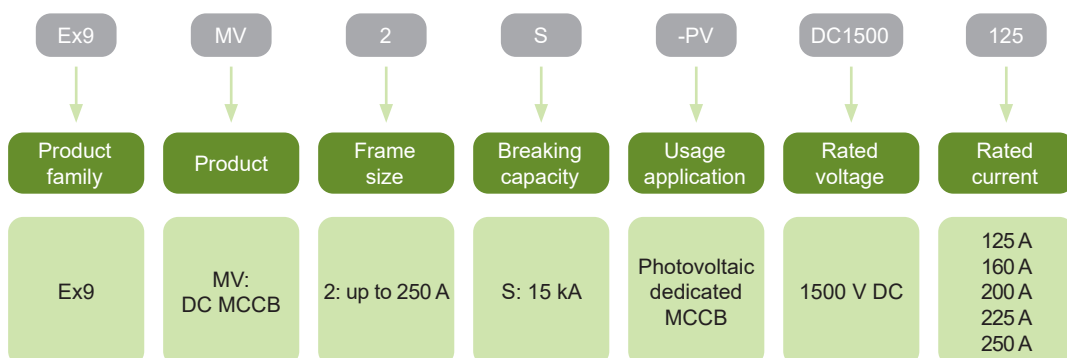 Ex9 MV 2 S -PV DC1500 125
Product family
Product
Frame size
Breaking capacity
Usage application
Rated voltage
Rated current
Ex9
MV:
DC MCCB
2: up to 250 A
S: 15 kA
Photovoltaic
dedicated
MCCB
1500 V DC
125 A
160 A
200 A
225 A
250 A